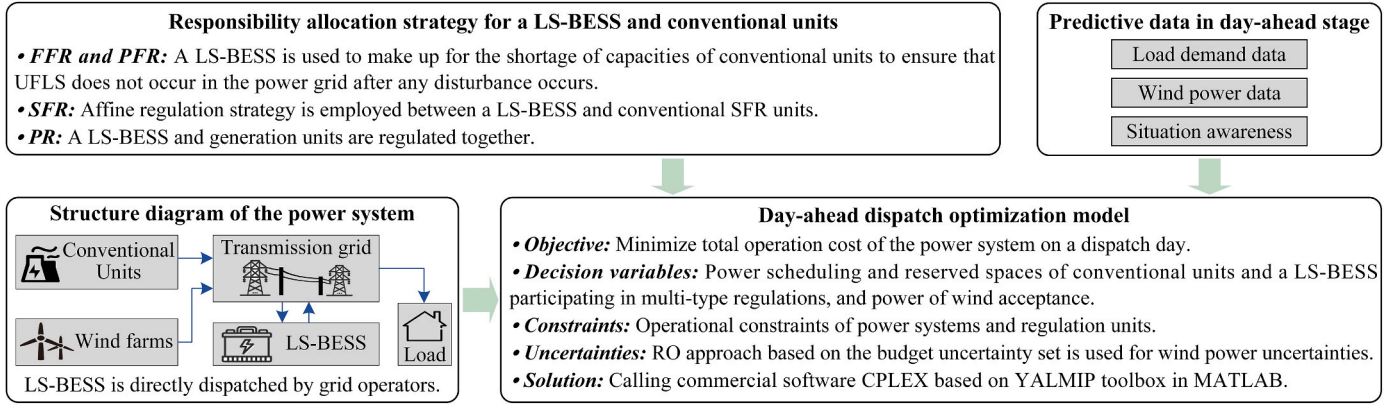 Responsibility allocation strategy for a LS-BESS and conventional units
• FFR and PFR: A LS-BESS is used to make up for the shortage of capacities of conventional units to ensure that
UFLS does not occur in the power grid after any disturbance occurs.
• SFR: Affine regulation strategy is employed between a LS-BESS and conventional SFR units.
• PR: A LS-BESS and generation units are regulated together.
Predictive data in day-ahead stage
Load demand data
Wind power data
Situation awareness
Structure diagram of the power system
Conventional
Units
Transmission grid
Wind farms
LS-BESS
Load
LS-BESS is directly dispatched by grid operators.
Day-ahead dispatch optimization model
• Objective: Minimize total operation cost of the power system on a dispatch day.
• Decision variables: Power scheduling and reserved spaces of conventional units and a LS-BESS
participating in multi-type regulations, and power of wind acceptance.
• Constraints: Operational constraints of power systems and regulation units.
• Uncertainties: RO approach based on the budget uncertainty set is used for wind power uncertainties.
• Solution: Calling commercial software CPLEX based on YALMIP toolbox in MATLAB.